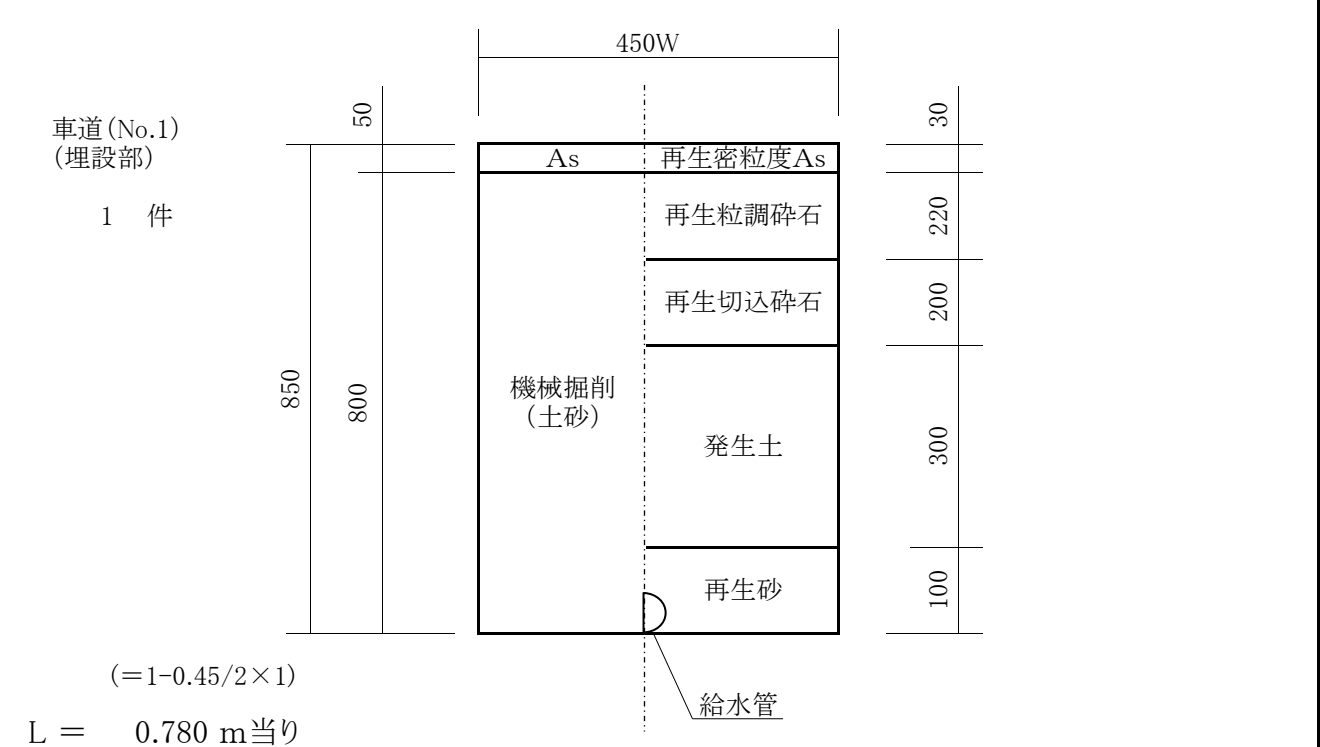 450W
50
30
車道(No.1)
(埋設部)
As
再生密粒度As
1 件
再生粒調砕石
220
再生切込砕石
200
850
800
機械掘削
(土砂)
発生土
300
再生砂
100
(=1-0.45/2×1)
給水管
L = 0.780 m当り